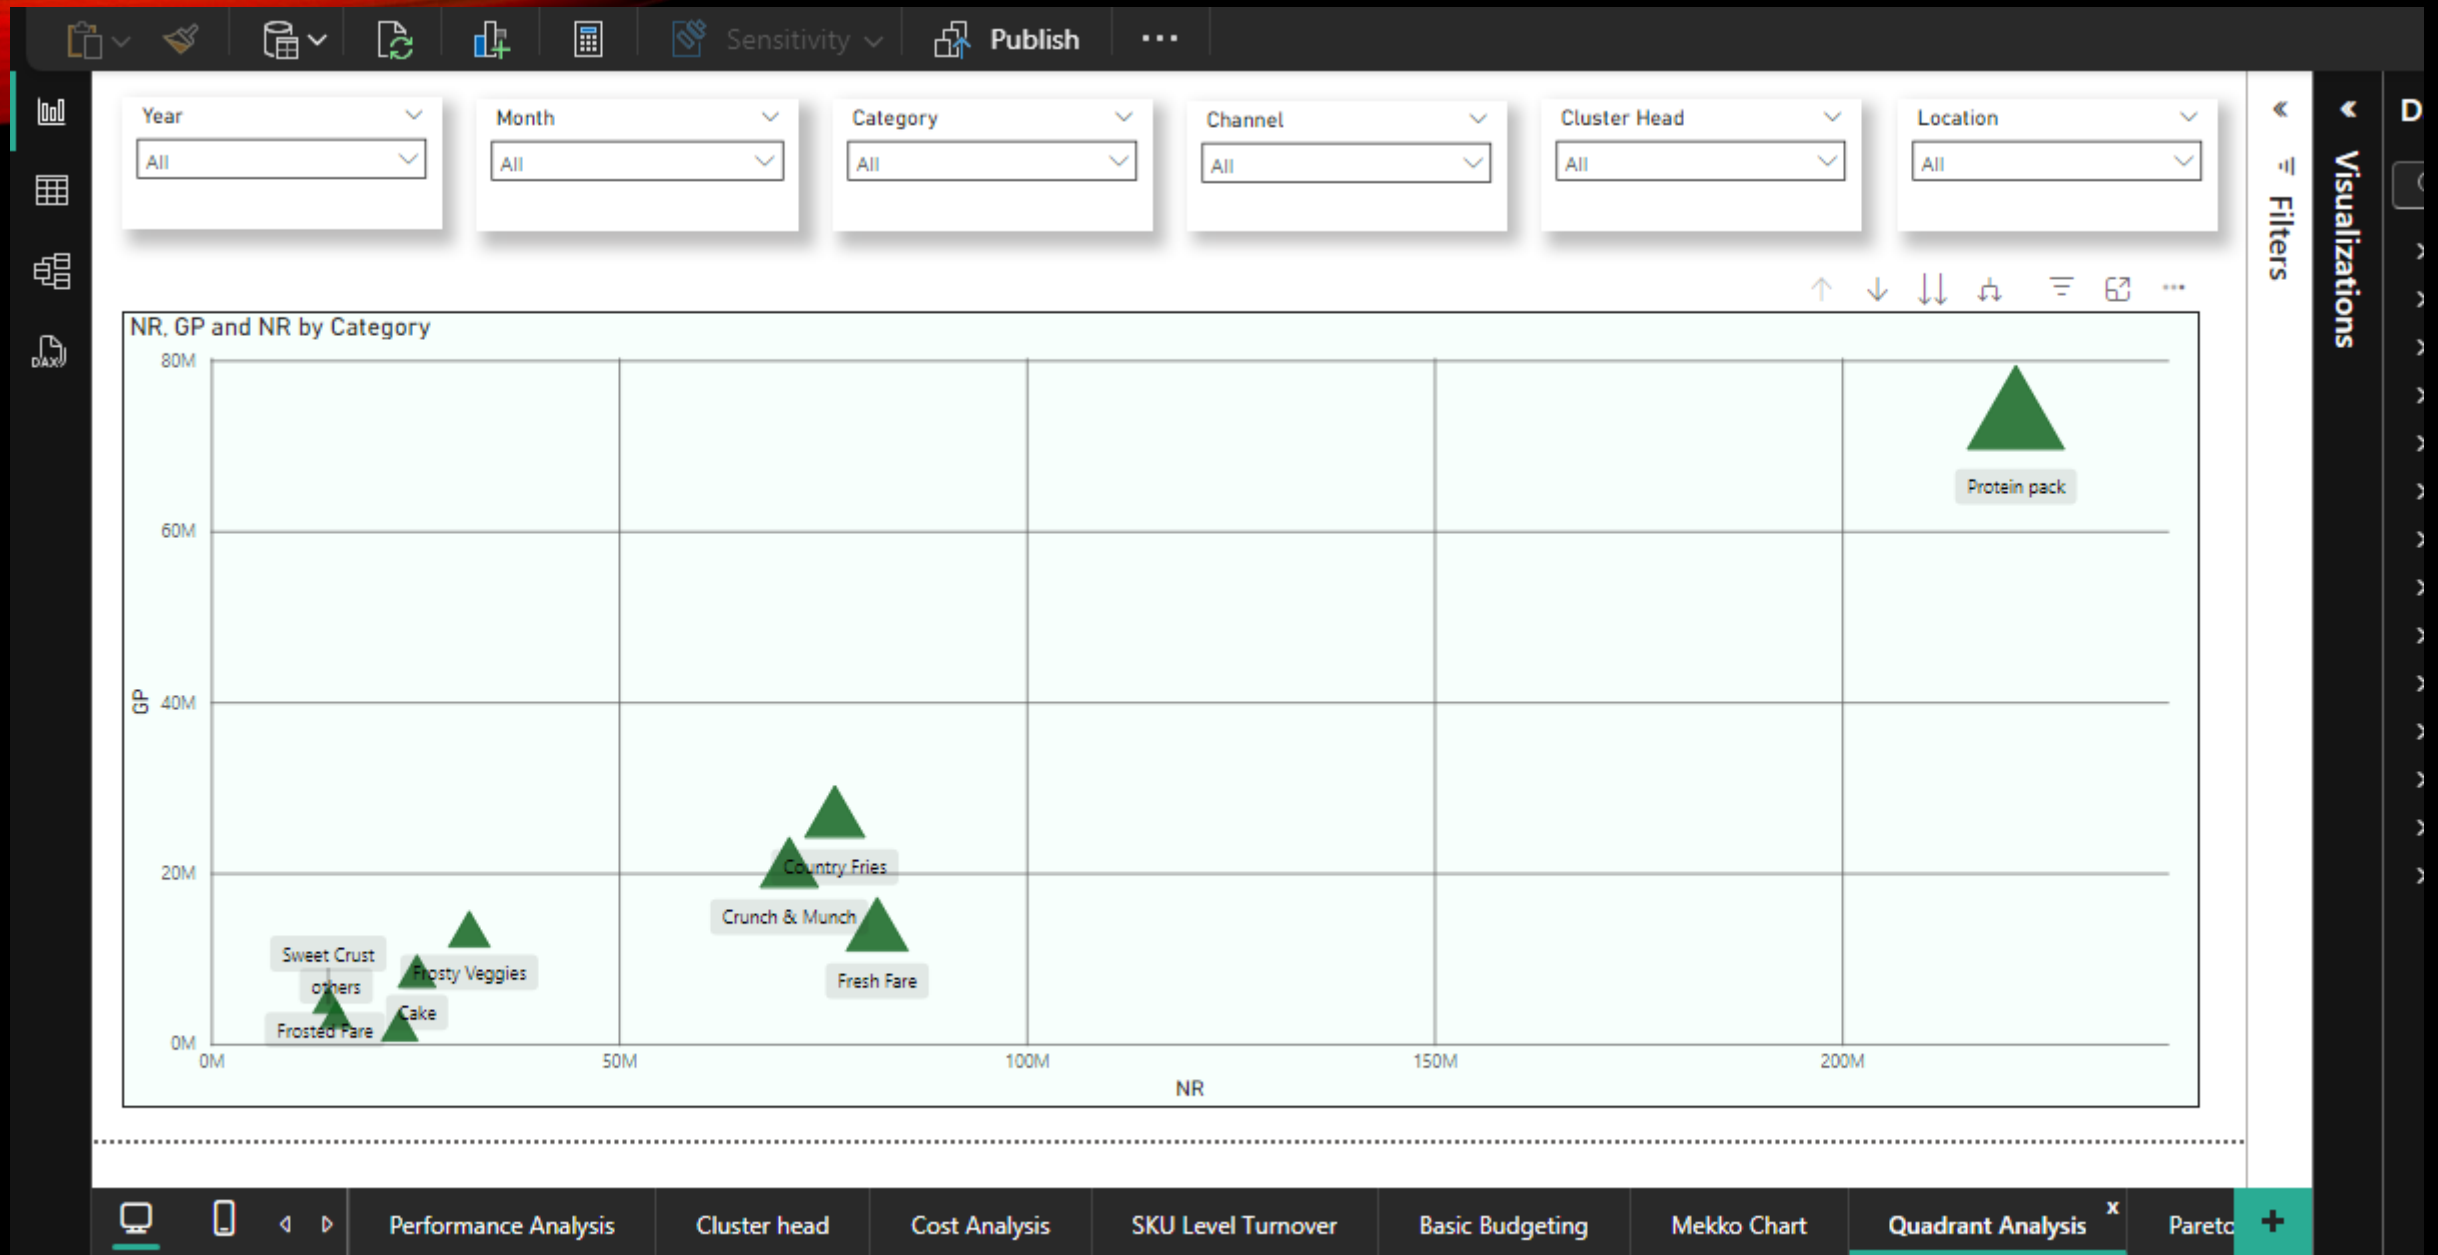 Sensitivity
Publish
Year
All
Month
All
Category
All
Channel
All
Cluster Head
All
Location
All
Filters
Visualizations
D
NR, GP and NR by Category
80M
60M
40M
20M
0M
GP
0M
50M
100M
150M
200M
NR
Protein pack
Country Fries
Crunch & Munch
Fresh Fare
Frosty Veggies
Sweet Crust
others
Cake
Frosted Fare
DAX
Performance Analysis
Cluster head
Cost Analysis
SKU Level Turnover
Basic Budgeting
Mekko Chart
Quadrant Analysis
x
Pareto